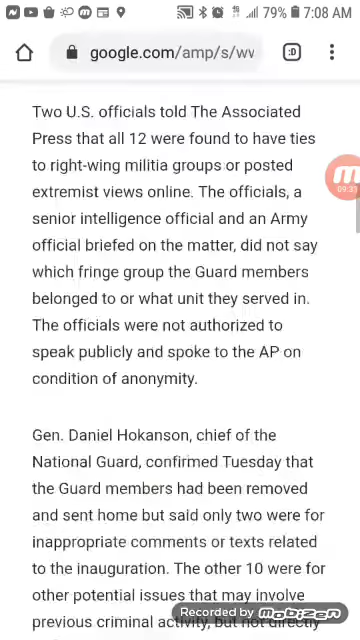 79% 7:08 AM
google.com/amp/s/wv :D
Two U.S. officials told The Associated
Press that all 12 were found to have ties
to right-wing militia groups or posted
extremist views online. The officials, a
senior intelligence official and an Army
official briefed on the matter, did not say
which fringe group the Guard members
belonged to or what unit they served in.
The officials were not authorized to
speak publicly and spoke to the AP on
condition of anonymity.
Gen. Daniel Hokanson, chief of the
National Guard, confirmed Tuesday that
the Guard members had been removed
and sent home but said only two were for
inappropriate comments or texts related
to the inauguration. The other 10 were for
other potential issues that may involve
previous criminal activity, but not directly
Recorded by Mobizen